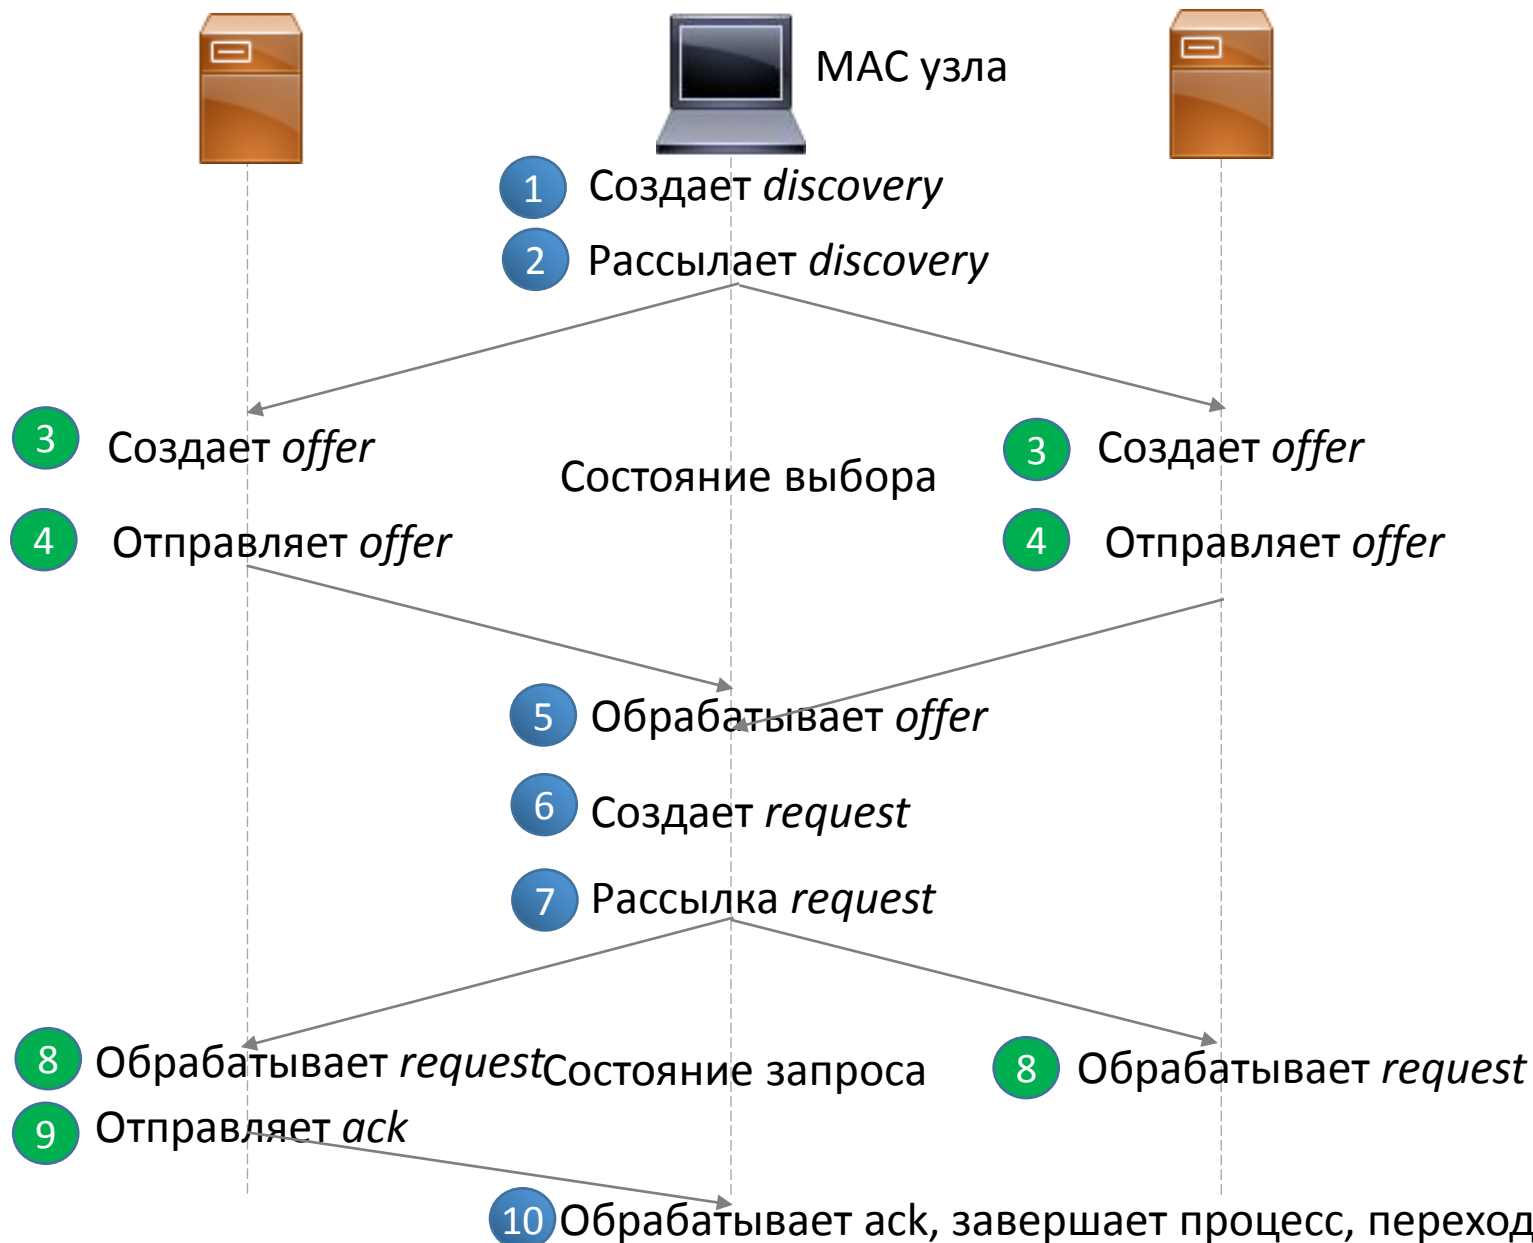 MAC узла
1 Создает discovery
2 Рассылает discovery
3 Создает offer
3 Создает offer
Состояние выбора
4 Отправляет offer
4 Отправляет offer
5 Обрабатывает offer
6 Создает request
7 Рассылка request
8 Обрабатывает request
Состояние запроса
8 Обрабатывает request
9 Отправляет ack
10 Обрабатывает ack, завершает процесс, переход